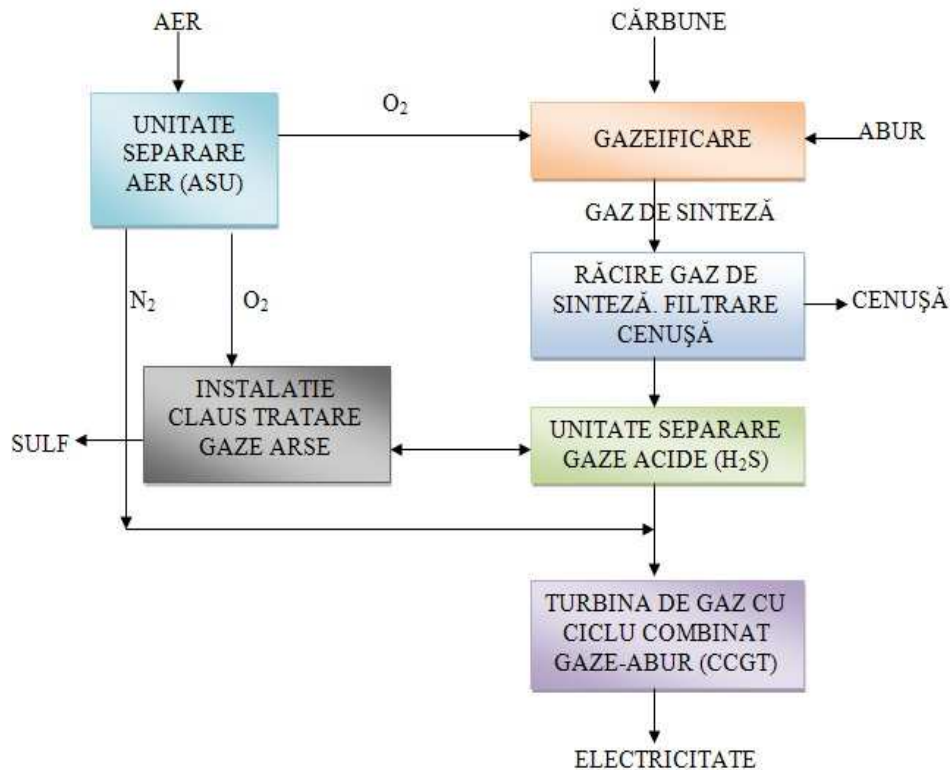 AER
CĂRBUNE
UNITATE
SEPARARE
AER (ASU)
O2
GAZEIFICARE
ABUR
GAZ DE SINTEZĂ
N2
O2
RĂCIRE GAZ DE
SINTEZĂ. FILTRARE
CENUŞĂ
CENUŞĂ
INSTALATIE
CLAUS TRATARE
GAZE ARSE
SULF
UNITATE SEPARARE
GAZE ACIDE (H2S)
TURBINA DE GAZ CU
CICLU COMBINAT
GAZE-ABUR (CCGT)
ELECTRICITATE